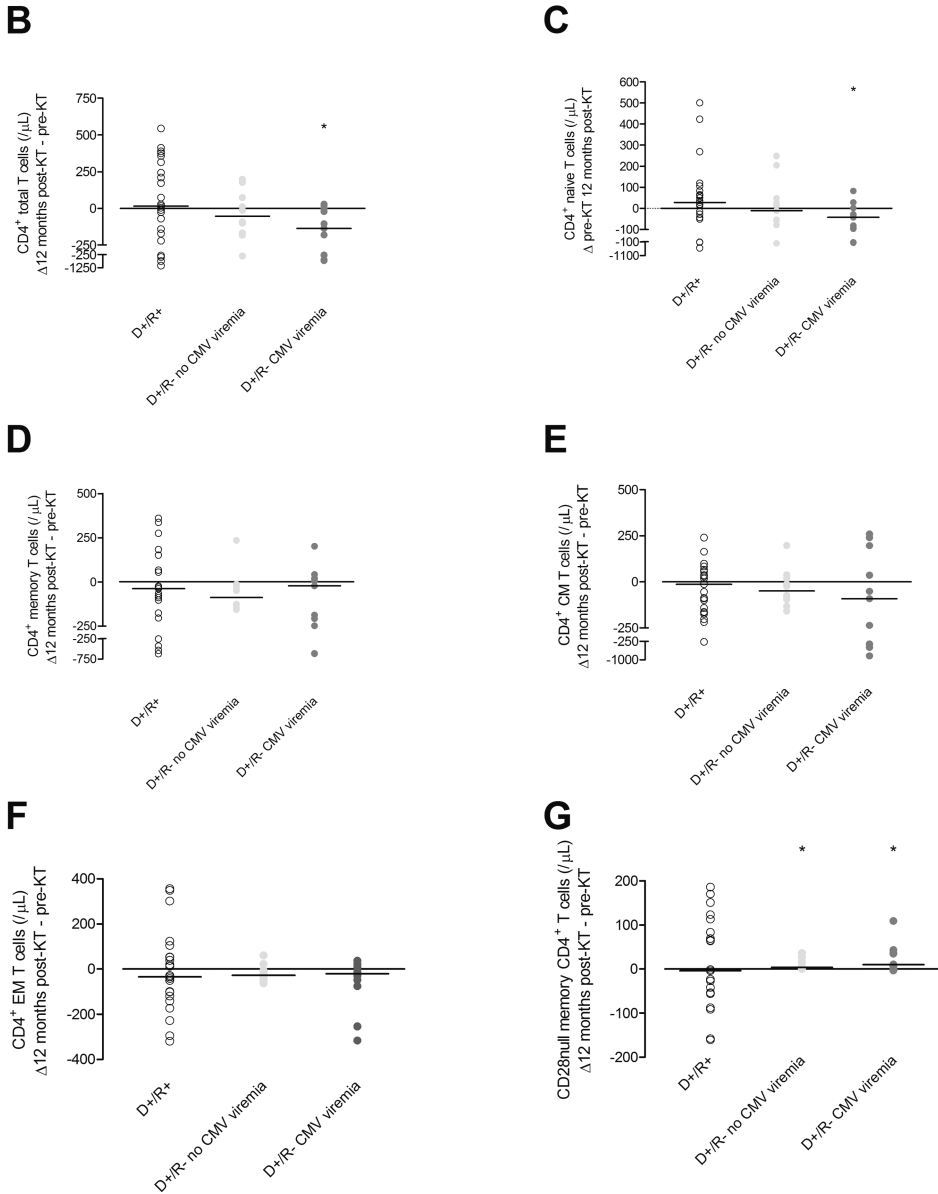 B
CD4+ total T cells (/µL)
Δ12 months post-KT - pre-KT
750
500
250
0
-250
-250
-1250
*
D+/R+
D+/R- no CMV viremia
D+/R- CMV viremia
C
CD4+ naive T cells (/µL)
Δ pre-KT 12 months post-KT
600
500
400
300
200
100
0
-100
-100
-1100
*
D+/R+
D+/R- no CMV viremia
D+/R- CMV viremia
D
CD4+ memory T cells (/µL)
Δ12 months post-KT - pre-KT
500
250
0
-250
-250
-750
D+/R+
D+/R- no CMV viremia
D+/R- CMV viremia
E
CD4+ CM T cells (/µL)
Δ12 months post-KT - pre-KT
500
250
0
-250
-250
-1000
D+/R+
D+/R- no CMV viremia
D+/R- CMV viremia
F
CD4+ EM T cells (/µL)
Δ12 months post-KT - pre-KT
400
200
0
-200
-400
D+/R+
D+/R- no CMV viremia
D+/R- CMV viremia
G
CD28null memory CD4+ T cells (/µL)
Δ12 months post-KT - pre-KT
200
100
0
-100
-200
*
*
D+/R+
D+/R- no CMV viremia
D+/R- CMV viremia